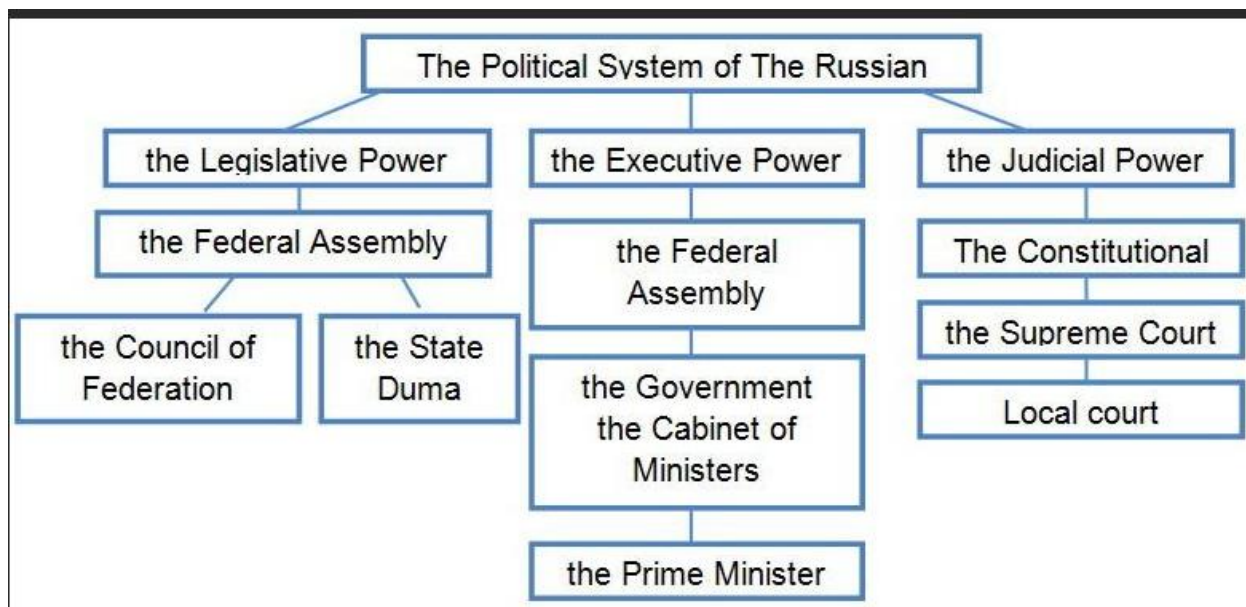 The Political System of The Russian
the Legislative Power
the Executive Power
the Judicial Power
the Federal Assembly
the Federal
Assembly
The Constitutional
the Council of
Federation
the State
Duma
the Government
the Cabinet of
Ministers
the Supreme Court
Local court
the Prime Minister